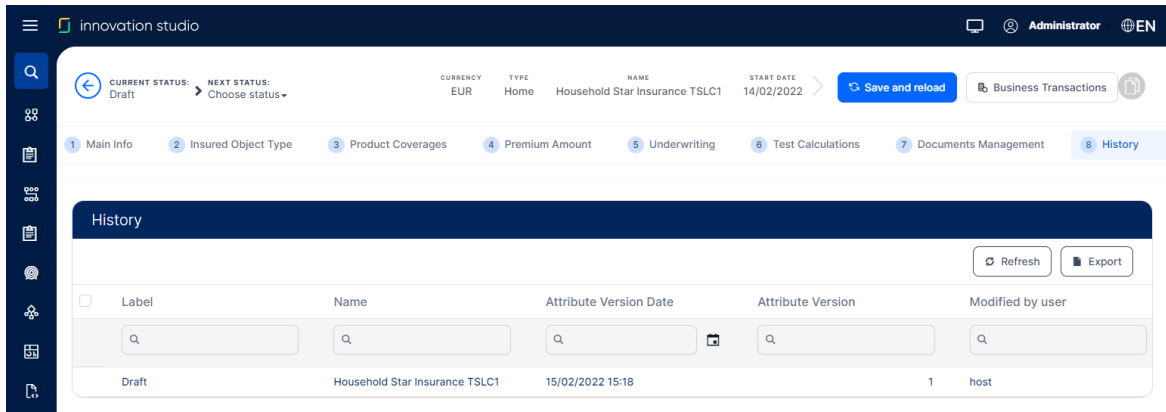 innovation studio
Administrator
EN
CURRENT STATUS:
Draft
NEXT STATUS:
Choose status
CURRENCY
EUR
TYPE
Home
NAME
Household Star Insurance TSLC1
START DATE
14/02/2022
Save and reload
Business Transactions
1 Main Info
2 Insured Object Type
3 Product Coverages
4 Premium Amount
5 Underwriting
6 Test Calculations
7 Documents Management
8 History
History
Refresh
Export
Label Name Attribute Version Date Attribute Version Modified by user
Draft Household Star Insurance TSLC1 15/02/2022 15:18 1 host